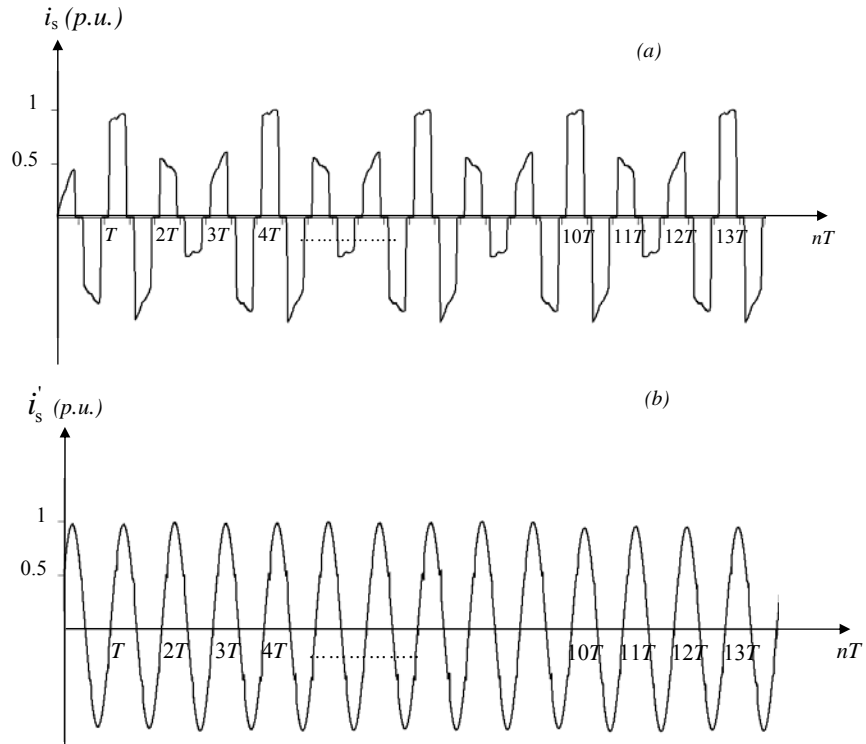 i_s (p.u.)
(a)
1
0.5
T 2T 3T 4T ................ 10T 11T 12T 13T
nT
i'_s (p.u.)
(b)
1
0.5
T 2T 3T 4T ................ 10T 11T 12T 13T nT